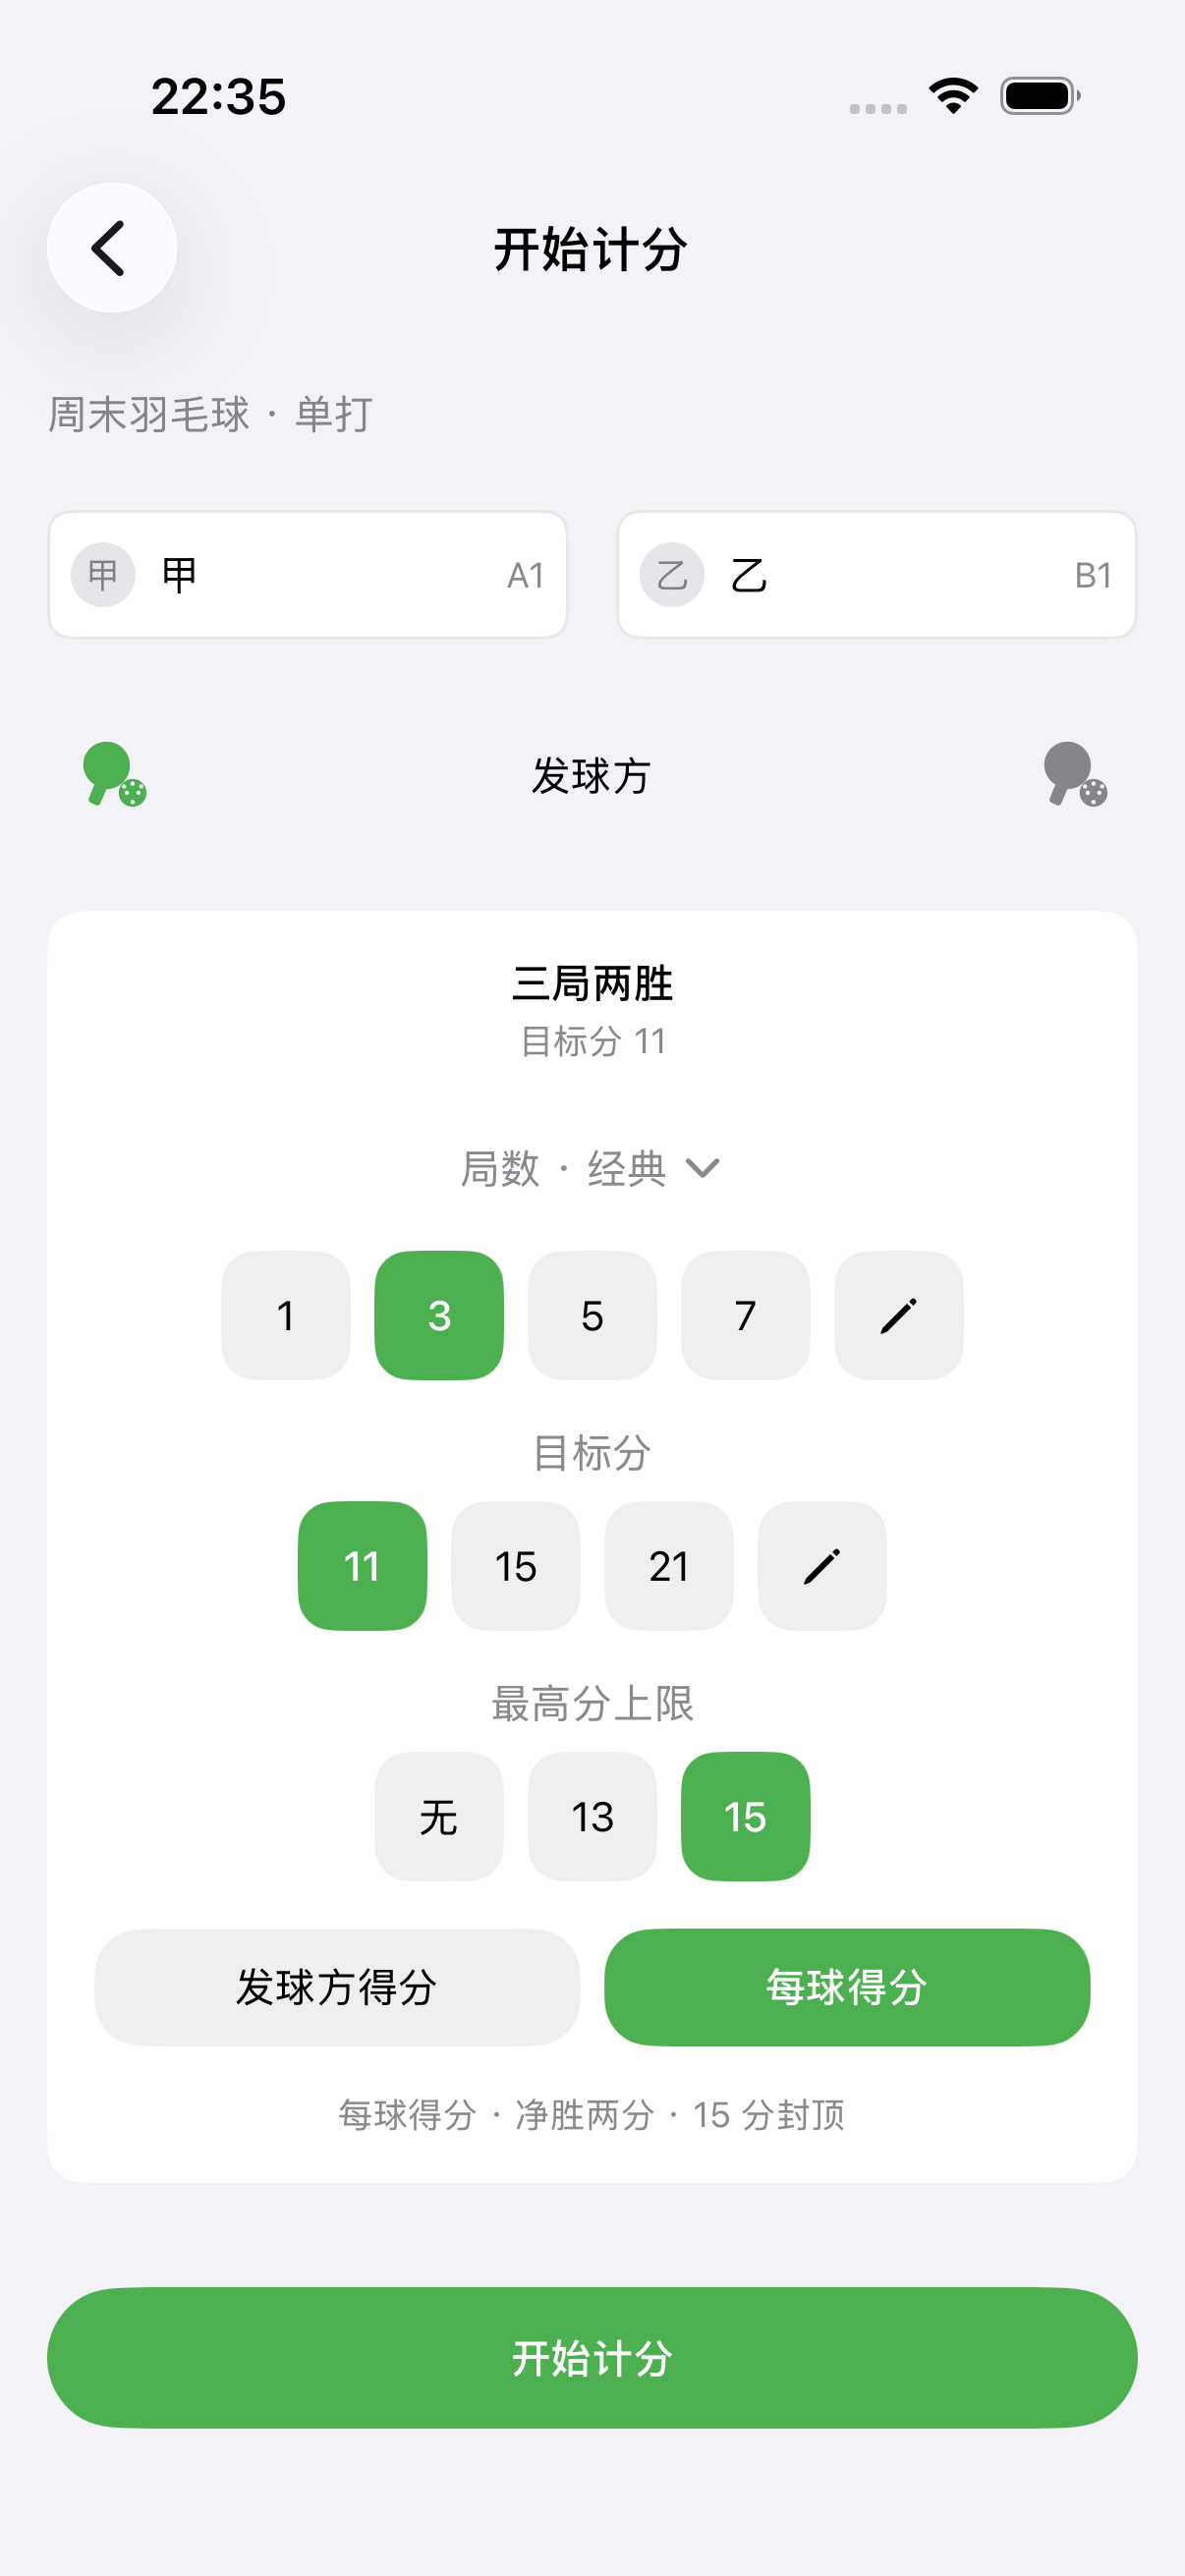 22:35
开始计分
周末羽毛球 · 单打
甲 甲 A1
乙 乙 B1
发球方
三局两胜
目标分 11
局数 · 经典
1 3 5 7
目标分
11 15 21
最高分上限
无 13 15
发球方得分 每球得分
每球得分 · 净胜两分 · 15 分封顶
开始计分